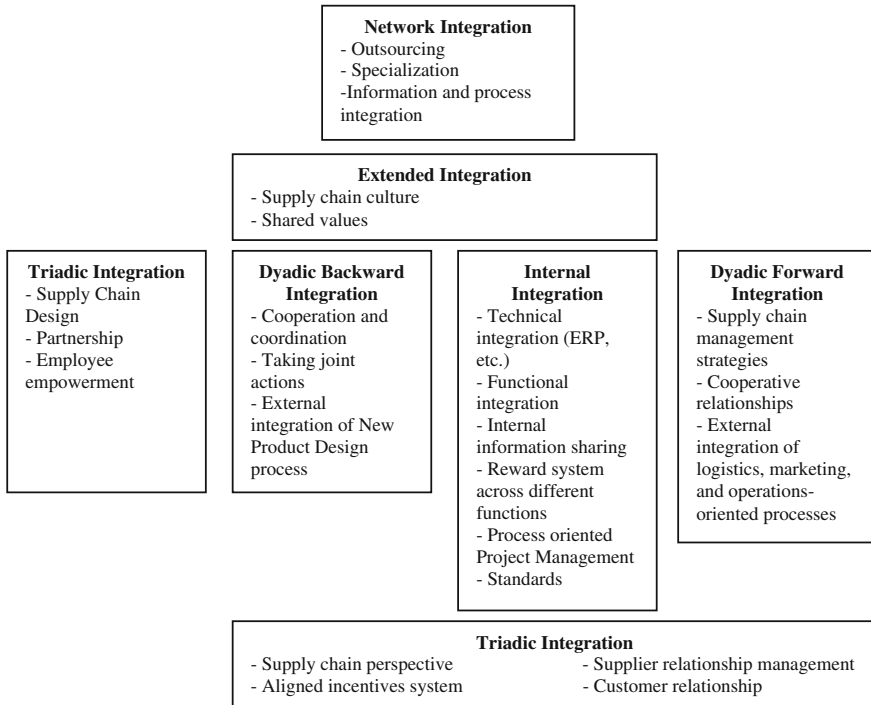 Network Integration
- Outsourcing
- Specialization
-Information and process
integration
Extended Integration
- Supply chain culture
- Shared values
Triadic Integration
- Supply Chain
Design
- Partnership
- Employee
empowerment
Dyadic Backward
Integration
- Cooperation and
coordination
- Taking joint
actions
- External
integration of New
Product Design
process
Internal
Integration
- Technical
integration (ERP,
etc.)
- Functional
integration
- Internal
information sharing
- Reward system
across different
functions
- Process oriented
Project Management
- Standards
Dyadic Forward
Integration
- Supply chain
management
strategies
- Cooperative
relationships
- External
integration of
logistics, marketing,
and operations-
oriented processes
Triadic Integration
- Supply chain perspective
- Aligned incentives system
- Supplier relationship management
- Customer relationship